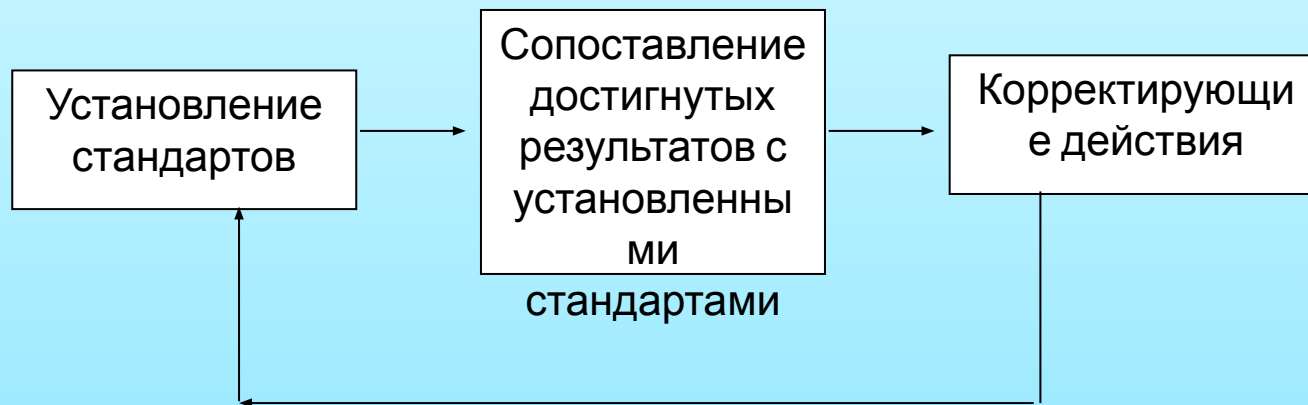 Установление
стандартов
Сопоставление
достигнутых
результатов с
установленны
ми
стандартами
Корректирующи
е действия